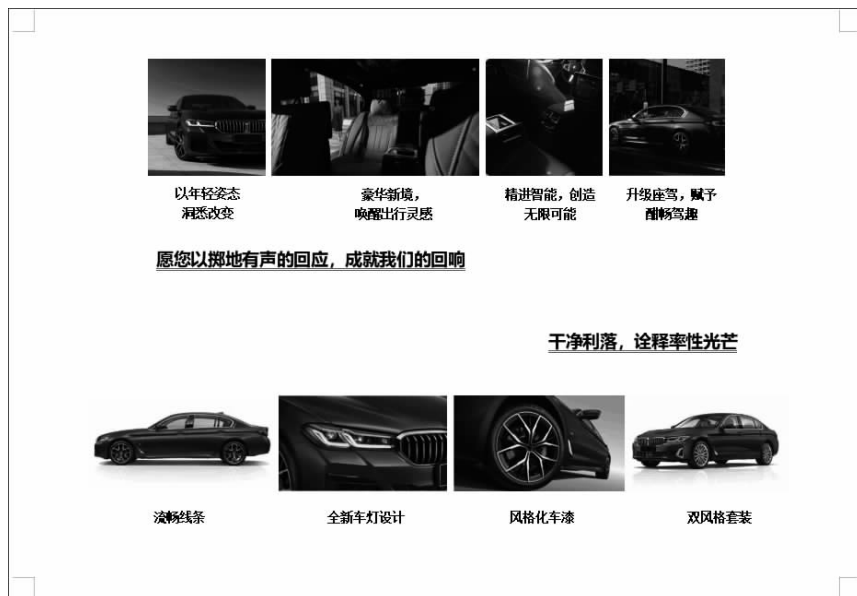 以年轻姿态
洞悉改变
豪华新境，
唤醒出行灵感
精进智能，创造
无限可能
升级座驾，赋予
酣畅驾趣
愿您以掷地有声的回应，成就我们的回响
干净利落，诠释率性光芒
流畅线条
全新车灯设计
风格化车漆
双风格套装